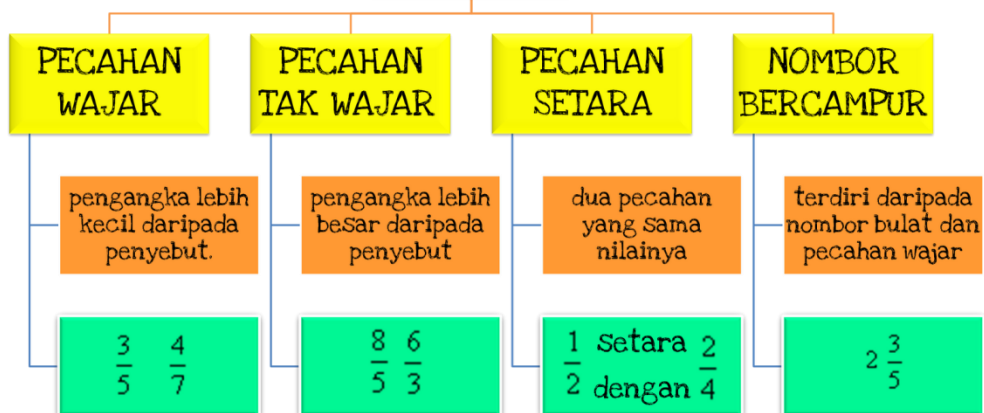 PECAHAN
WAJAR
PECAHAN
TAK WAJAR
PECAHAN
SETARA
NOMBOR
BERCAMPUR
pengangka lebih
kecil daripada
penyebut.
pengangka lebih
besar daripada
penyebut
dua pecahan
yang sama
nilainya
terdiri daripada
nombor bulat dan
pecahan wajar
3/5 4/7
8/5 6/3
1/2 setara dengan 2/4
2 3/5